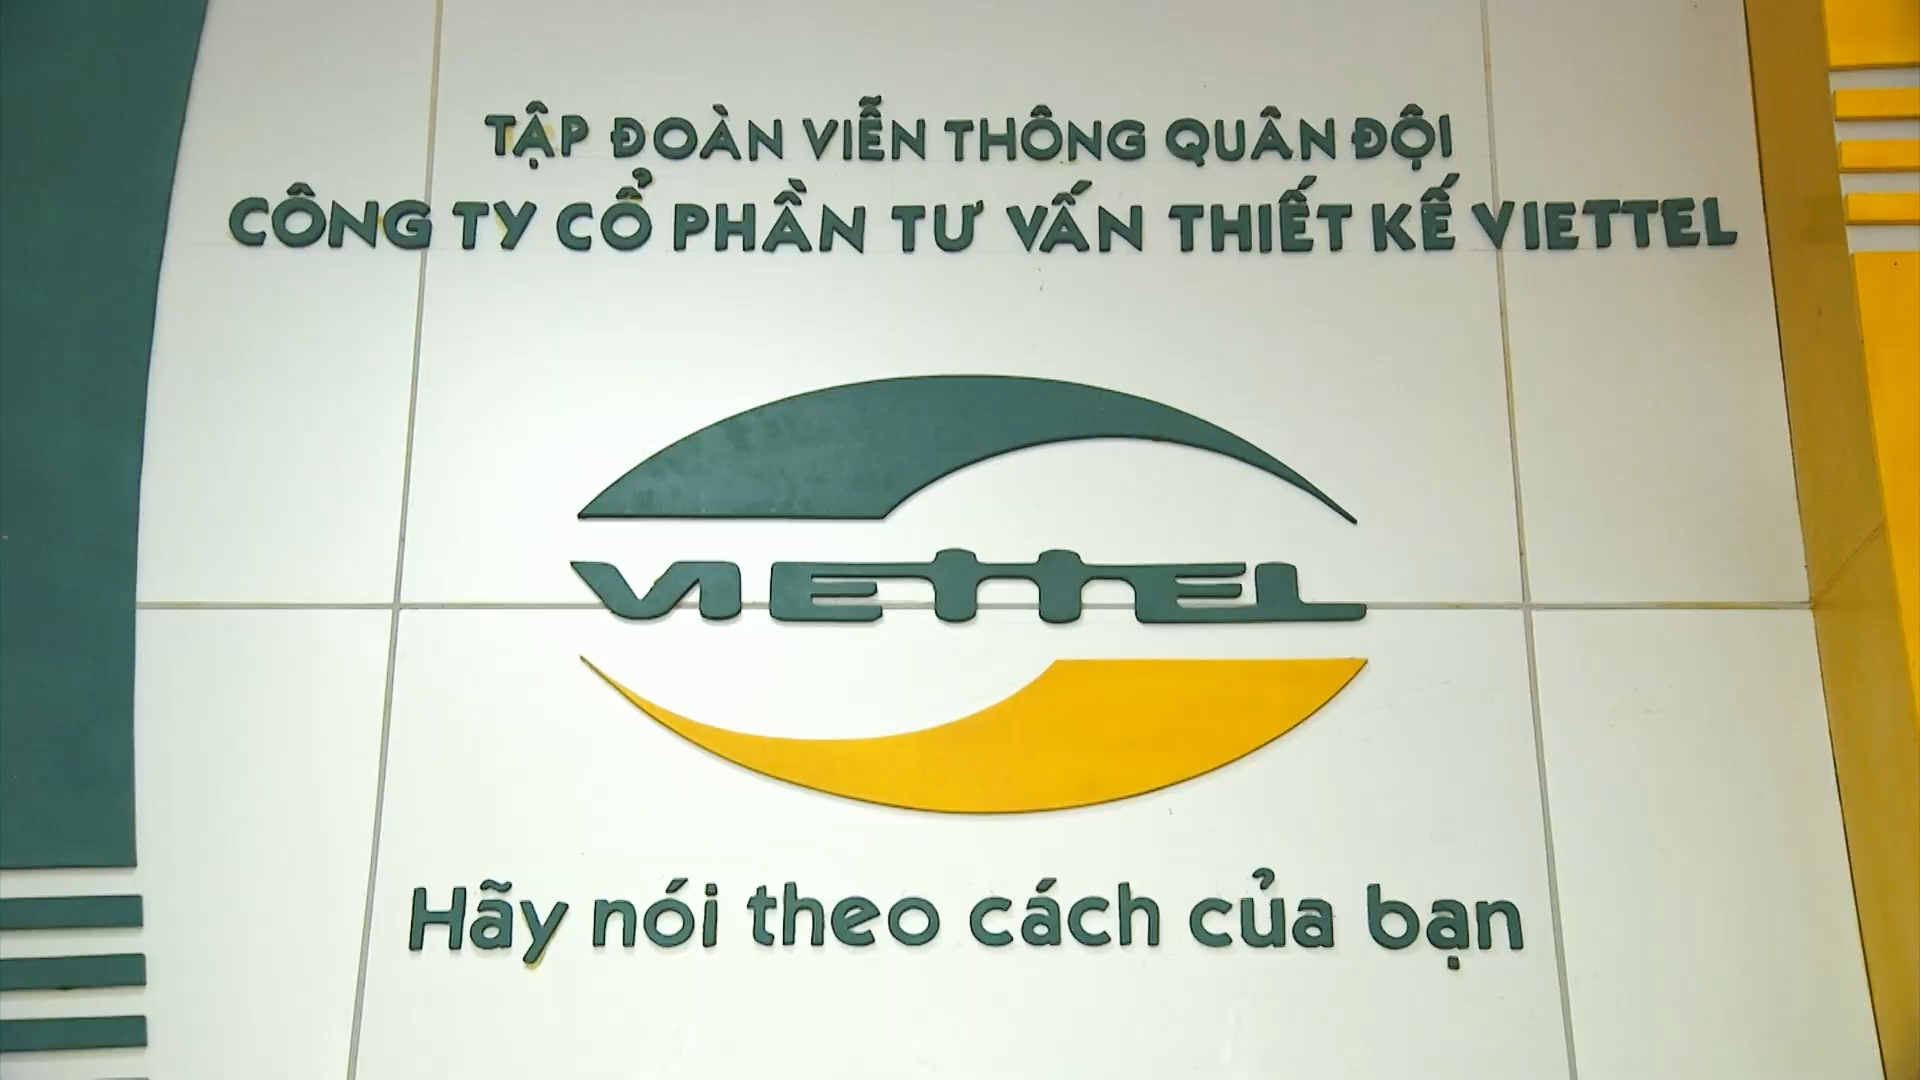 TẬP ĐOÀN VIỄN THÔNG QUÂN ĐỘI
CÔNG TY CỔ PHẦN TƯ VẤN THIẾT KẾ VIETTEL
VIETTEL
Hãy nói theo cách của bạn